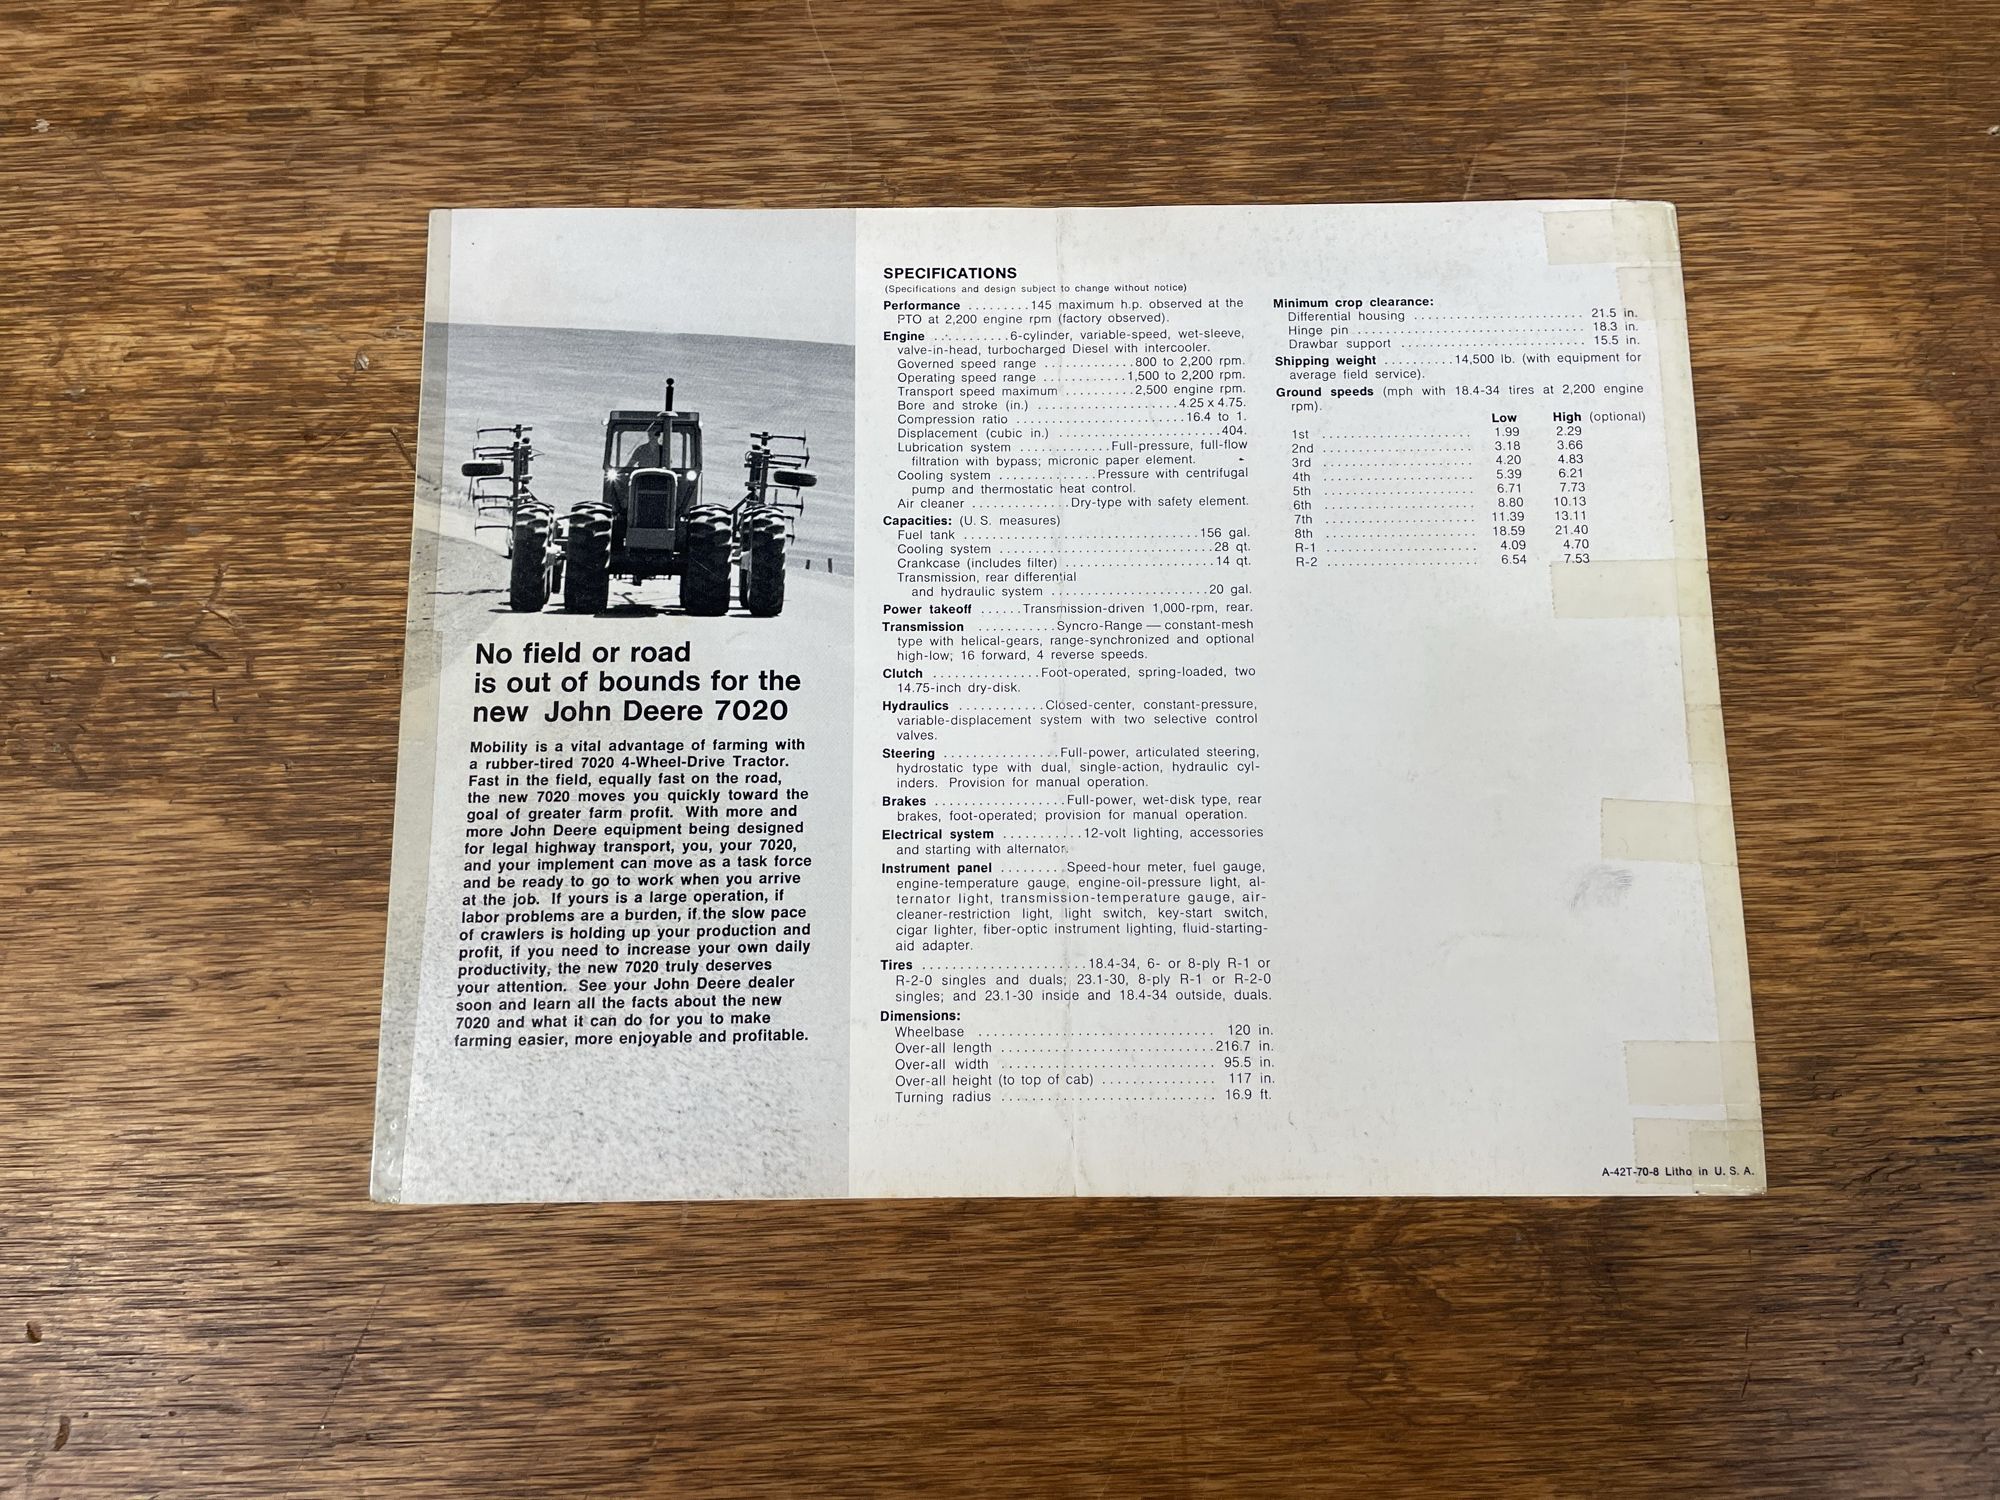 No field or road
is out of bounds for the
new John Deere 7020
Mobility is a vital advantage of farming with
a rubber-tired 7020 4-Wheel-Drive Tractor.
Fast in the field, equally fast on the road,
the new 7020 moves you quickly toward the
goal of greater farm profit. With more and
more John Deere equipment being designed
for legal highway transport, you, your 7020,
and your implement can move as a task force
and be ready to go to work when you arrive
at the job. If yours is a large operation, if
labor problems are a burden, if the slow pace
of crawlers is holding up your production and
profit, if you need to increase your own daily
productivity, the new 7020 truly deserves
your attention. See your John Deere dealer
soon and learn all the facts about the new
7020 and what it can do for you to make
farming easier, more enjoyable and profitable.
SPECIFICATIONS
(Specifications and design subject to change without notice)
Performance .........145 maximum h.p. observed at the
PTO at 2,200 engine rpm (factory observed).
Engine ...........6-cylinder, variable-speed, wet-sleeve,
valve-in-head, turbocharged Diesel with intercooler.
Governed speed range .............800 to 2,200 rpm.
Operating speed range ............1,500 to 2,200 rpm.
Transport speed maximum ..........2,500 engine rpm.
Bore and stroke (in.) ....................4.25 x 4.75.
Compression ratio ........................16.4 to 1.
Displacement (cubic in.) .......................404.
Lubrication system .............Full-pressure, full-flow
filtration with bypass; micronic paper element.
Cooling system ..............Pressure with centrifugal
pump and thermostatic heat control.
Air cleaner ..............Dry-type with safety element.
Capacities: (U. S. measures)
Fuel tank ..................................156 gal.
Cooling system ...............................28 qt.
Crankcase (includes filter) ......................14 qt.
Transmission, rear differential
and hydraulic system .......................20 gal.
Power takeoff ......Transmission-driven 1,000-rpm, rear.
Transmission ...........Syncro-Range — constant-mesh
type with helical-gears, range-synchronized and optional
high-low; 16 forward, 4 reverse speeds.
Clutch ...............Foot-operated, spring-loaded, two
14.75-inch dry-disk.
Hydraulics ............Closed-center, constant-pressure,
variable-displacement system with two selective control
valves.
Steering ................Full-power, articulated steering,
hydrostatic type with dual, single-action, hydraulic cyl-
inders. Provision for manual operation.
Brakes ..................Full-power, wet-disk type, rear
brakes, foot-operated; provision for manual operation.
Electrical system ...........12-volt lighting, accessories
and starting with alternator.
Instrument panel ........Speed-hour meter, fuel gauge,
engine-temperature gauge, engine-oil-pressure light, al-
ternator light, transmission-temperature gauge, air-
cleaner-restriction light, light switch, key-start switch,
cigar lighter, fiber-optic instrument lighting, fluid-starting-
aid adapter.
Tires .......................18.4-34, 6- or 8-ply R-1 or
R-2-0 singles and duals; 23.1-30, 8-ply R-1 or R-2-0
singles; and 23.1-30 inside and 18.4-34 outside, duals.
Dimensions:
Wheelbase ............................... 120 in.
Over-all length .............................216.7 in.
Over-all width ............................. 95.5 in.
Over-all height (to top of cab) ............... 117 in.
Turning radius ............................. 16.9 ft.
Minimum crop clearance:
Differential housing ........................ 21.5 in.
Hinge pin ................................. 18.3 in.
Drawbar support .......................... 15.5 in.
Shipping weight ..........14,500 lb. (with equipment for
average field service).
Ground speeds (mph with 18.4-34 tires at 2,200 engine
rpm).
Low High (optional)
1st ...................... 1.99 2.29
2nd ...................... 3.18 3.66
3rd ...................... 4.20 4.83
4th ...................... 5.39 6.21
5th ...................... 6.71 7.73
6th ...................... 8.80 10.13
7th ...................... 11.39 13.11
8th ...................... 18.59 21.40
R-1 ...................... 4.09 4.70
R-2 ...................... 6.54 7.53
A-42T-70-8 Litho in U. S. A.